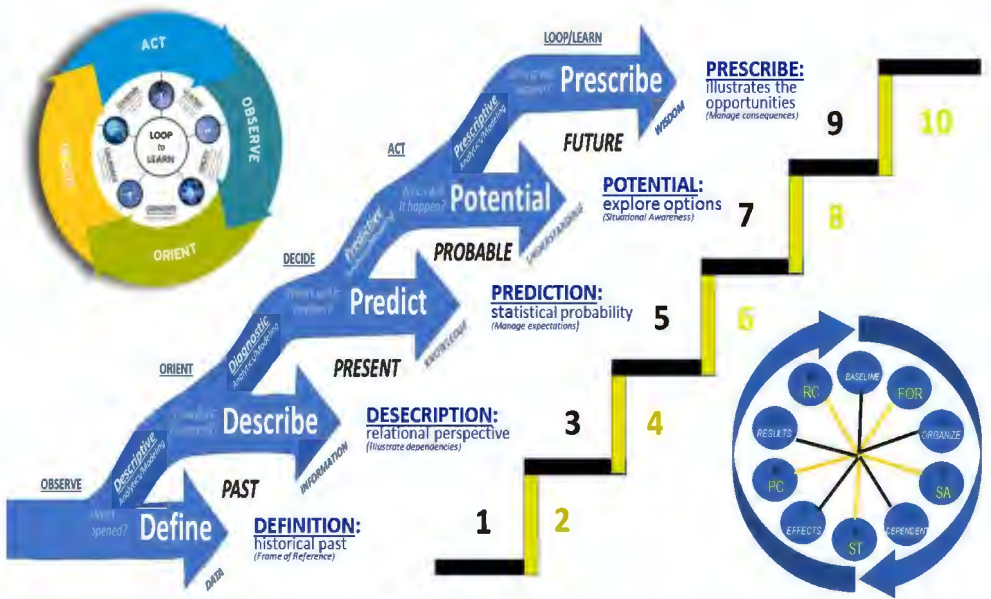 ACT
OBSERVE
ORIENT
LOOP
to
LEARN
LOOP/LEARN
Prescribe
WISDOM
PRESCRIBE:
illustrates the
opportunities
(Manage consequences)
Prescriptive
Analytics/Modeling
FUTURE
ACT
it happen?
Potential
UNDERSTANDING
POTENTIAL:
explore options
(Situational Awareness)
Predictive
PROBABLE
DECIDE
Predict
KNOWLEDGE
PREDICTION:
statistical probability
(Manage expectations)
Diagnostic
Analytics/Modeling
PRESENT
ORIENT
Describe
INFORMATION
DESECRIPTION:
relational perspective
(Illustrate dependencies)
Descriptive
Analytics/Modeling
PAST
OBSERVE
Define
DATA
DEFINITION:
historical past
(Frame of Reference)
1
2
3
4
5
6
7
8
9
10
BASELINE
FOR
ORGANIZE
SA
DEPENDENT
ST
EFFECTS
PC
RESULTS
RC